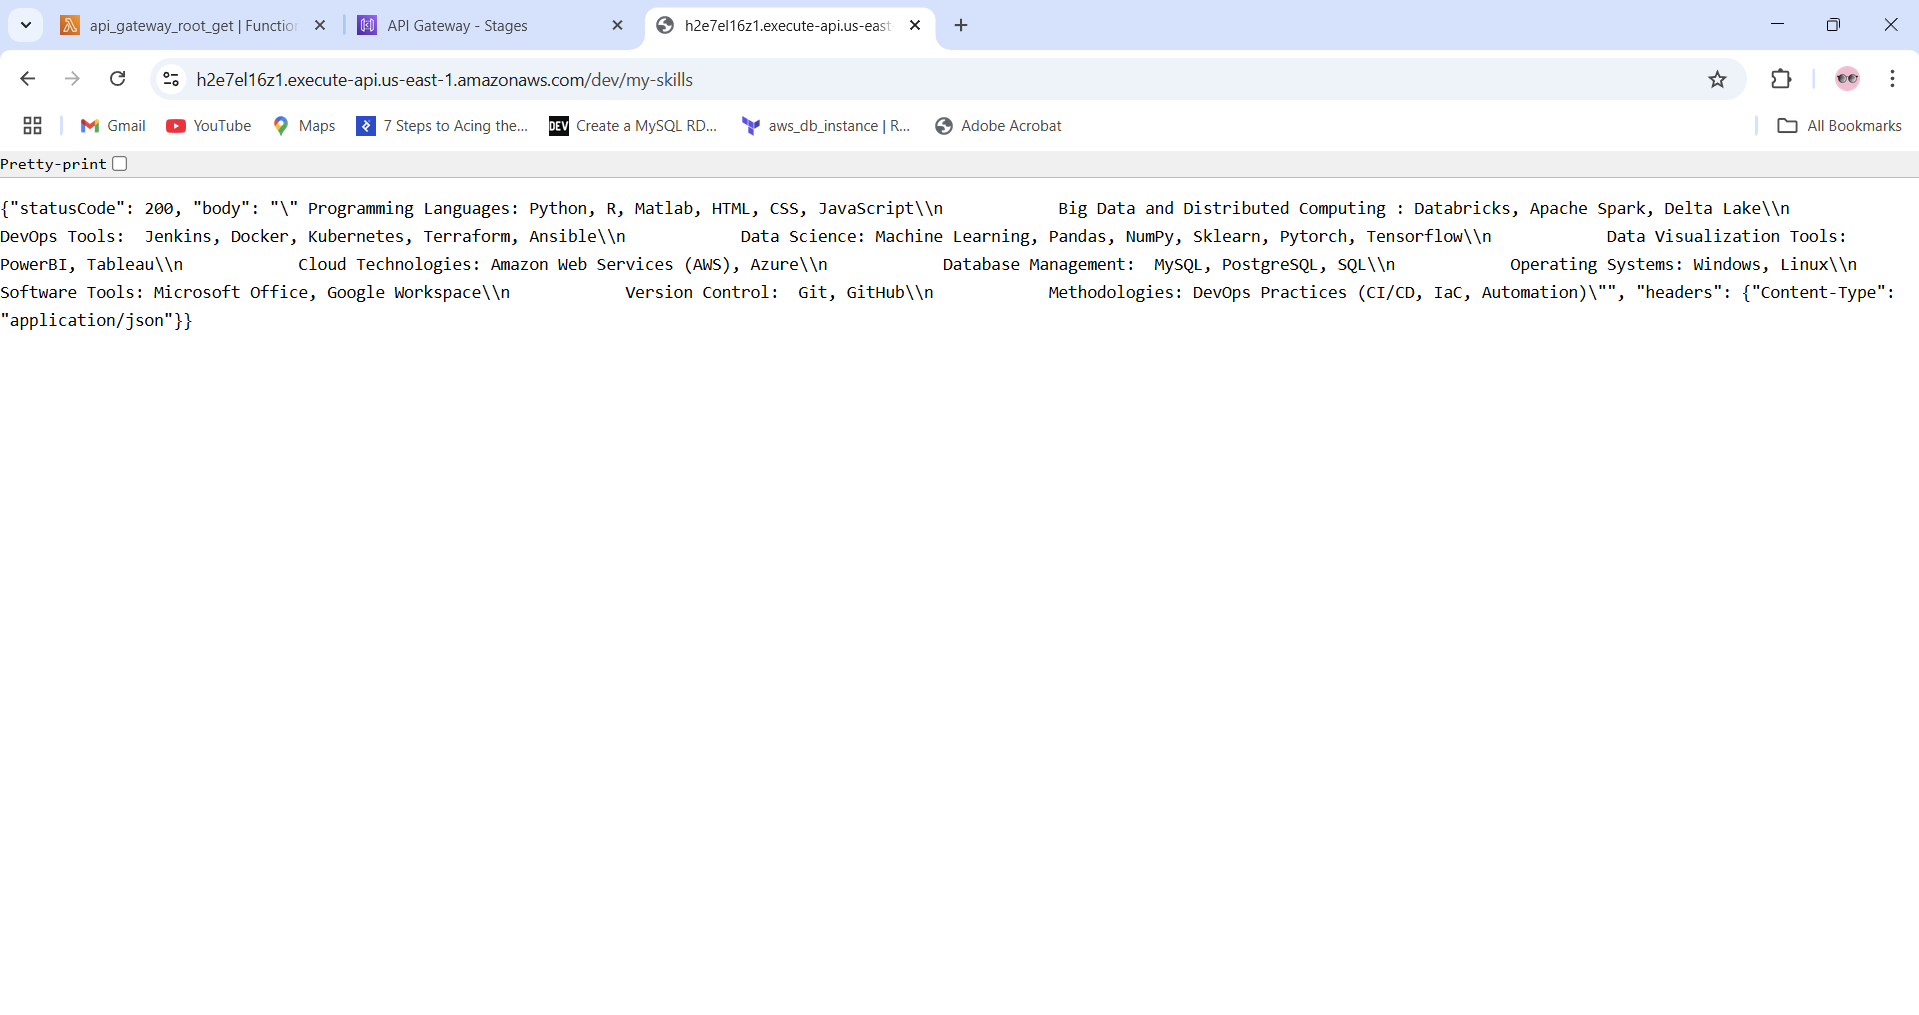 api_gateway_root_get | Function
API Gateway - Stages
h2e7el16z1.execute-api.us-east
h2e7el16z1.execute-api.us-east-1.amazonaws.com/dev/my-skills
Gmail
YouTube
Maps
7 Steps to Acing the...
DEV
Create a MySQL RD...
aws_db_instance | R...
Adobe Acrobat
All Bookmarks
Pretty-print
{"statusCode": 200, "body": "\" Programming Languages: Python, R, Matlab, HTML, CSS, JavaScript\\n            Big Data and Distributed Computing : Databricks, Apache Spark, Delta Lake\\n
DevOps Tools:  Jenkins, Docker, Kubernetes, Terraform, Ansible\\n            Data Science: Machine Learning, Pandas, NumPy, Sklearn, Pytorch, Tensorflow\\n            Data Visualization Tools:
PowerBI, Tableau\\n            Cloud Technologies: Amazon Web Services (AWS), Azure\\n            Database Management:  MySQL, PostgreSQL, SQL\\n            Operating Systems: Windows, Linux\\n
Software Tools: Microsoft Office, Google Workspace\\n            Version Control:  Git, GitHub\\n            Methodologies: DevOps Practices (CI/CD, IaC, Automation)\"", "headers": {"Content-Type":
"application/json"}}